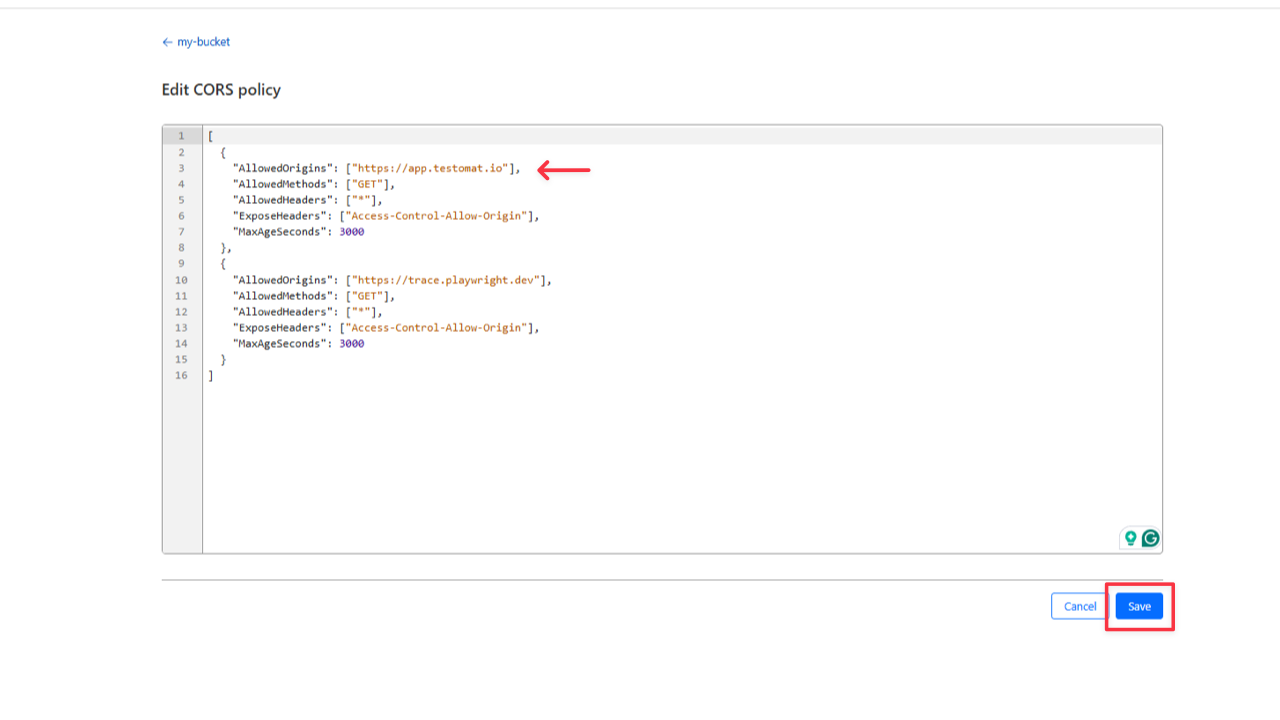 ← my-bucket
Edit CORS policy
1 [
2   {
3     "AllowedOrigins": ["https://app.testomat.io"],
4     "AllowedMethods": ["GET"],
5     "AllowedHeaders": ["*"],
6     "ExposeHeaders": ["Access-Control-Allow-Origin"],
7     "MaxAgeSeconds": 3000
8   },
9   {
10     "AllowedOrigins": ["https://trace.playwright.dev"],
11     "AllowedMethods": ["GET"],
12     "AllowedHeaders": ["*"],
13     "ExposeHeaders": ["Access-Control-Allow-Origin"],
14     "MaxAgeSeconds": 3000
15   }
16 ]
Cancel Save